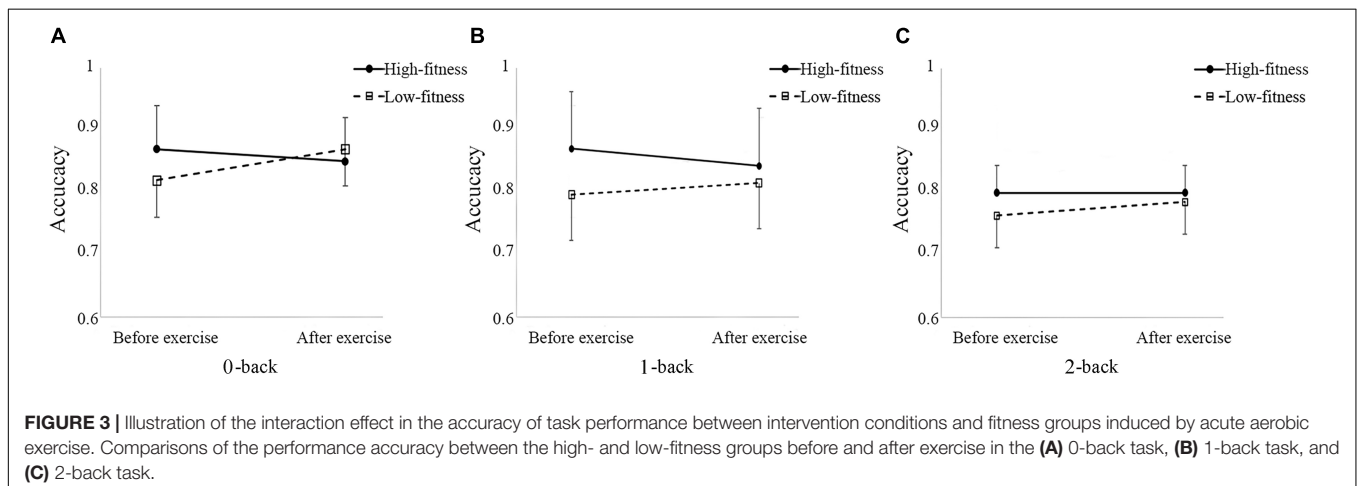 A
1
0.9
0.8
0.7
0.6
Accucacy
High-fitness
Low-fitness
Before exercise After exercise
0-back
B
1
0.9
0.8
0.7
0.6
Accucacy
High-fitness
Low-fitness
Before exercise After exercise
1-back
C
1
0.9
0.8
0.7
0.6
Accucacy
High-fitness
Low-fitness
Before exercise After exercise
2-back
FIGURE 3 | Illustration of the interaction effect in the accuracy of task performance between intervention conditions and fitness groups induced by acute aerobic
exercise. Comparisons of the performance accuracy between the high- and low-fitness groups before and after exercise in the (A) 0-back task, (B) 1-back task, and
(C) 2-back task.